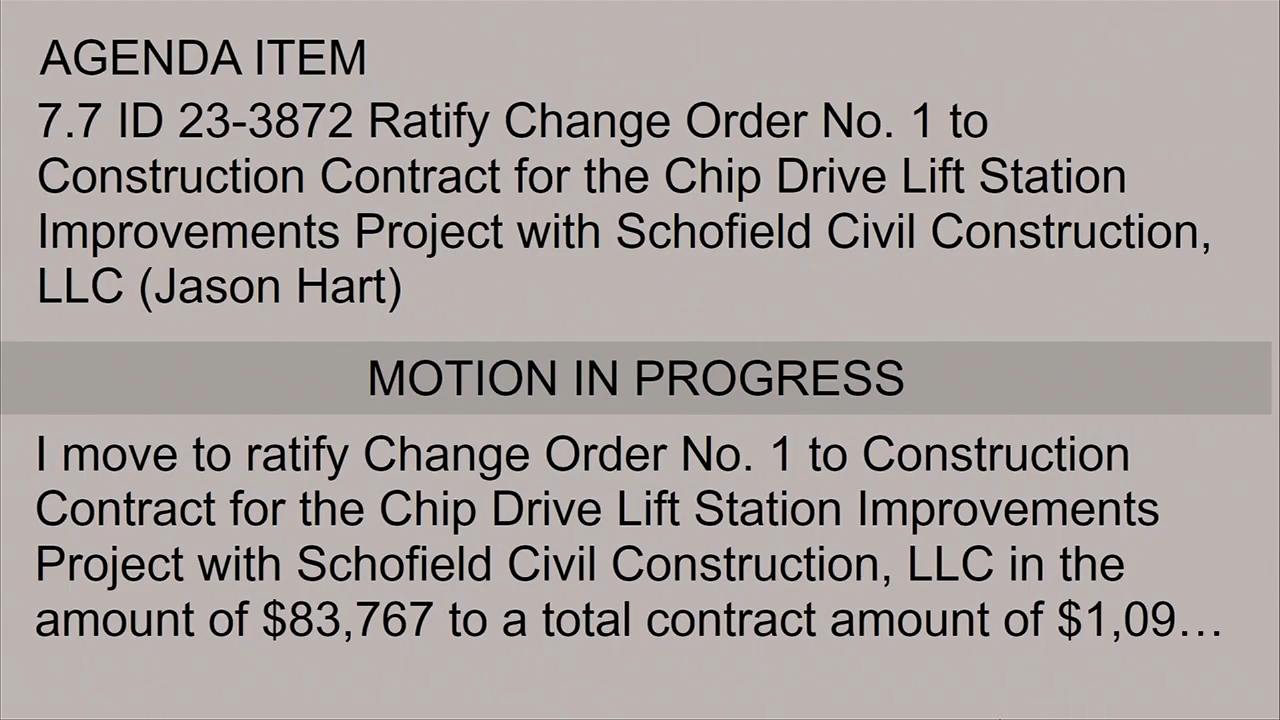 AGENDA ITEM
7.7 ID 23-3872 Ratify Change Order No. 1 to
Construction Contract for the Chip Drive Lift Station
Improvements Project with Schofield Civil Construction,
LLC (Jason Hart)
MOTION IN PROGRESS
I move to ratify Change Order No. 1 to Construction
Contract for the Chip Drive Lift Station Improvements
Project with Schofield Civil Construction, LLC in the
amount of $83,767 to a total contract amount of $1,09…